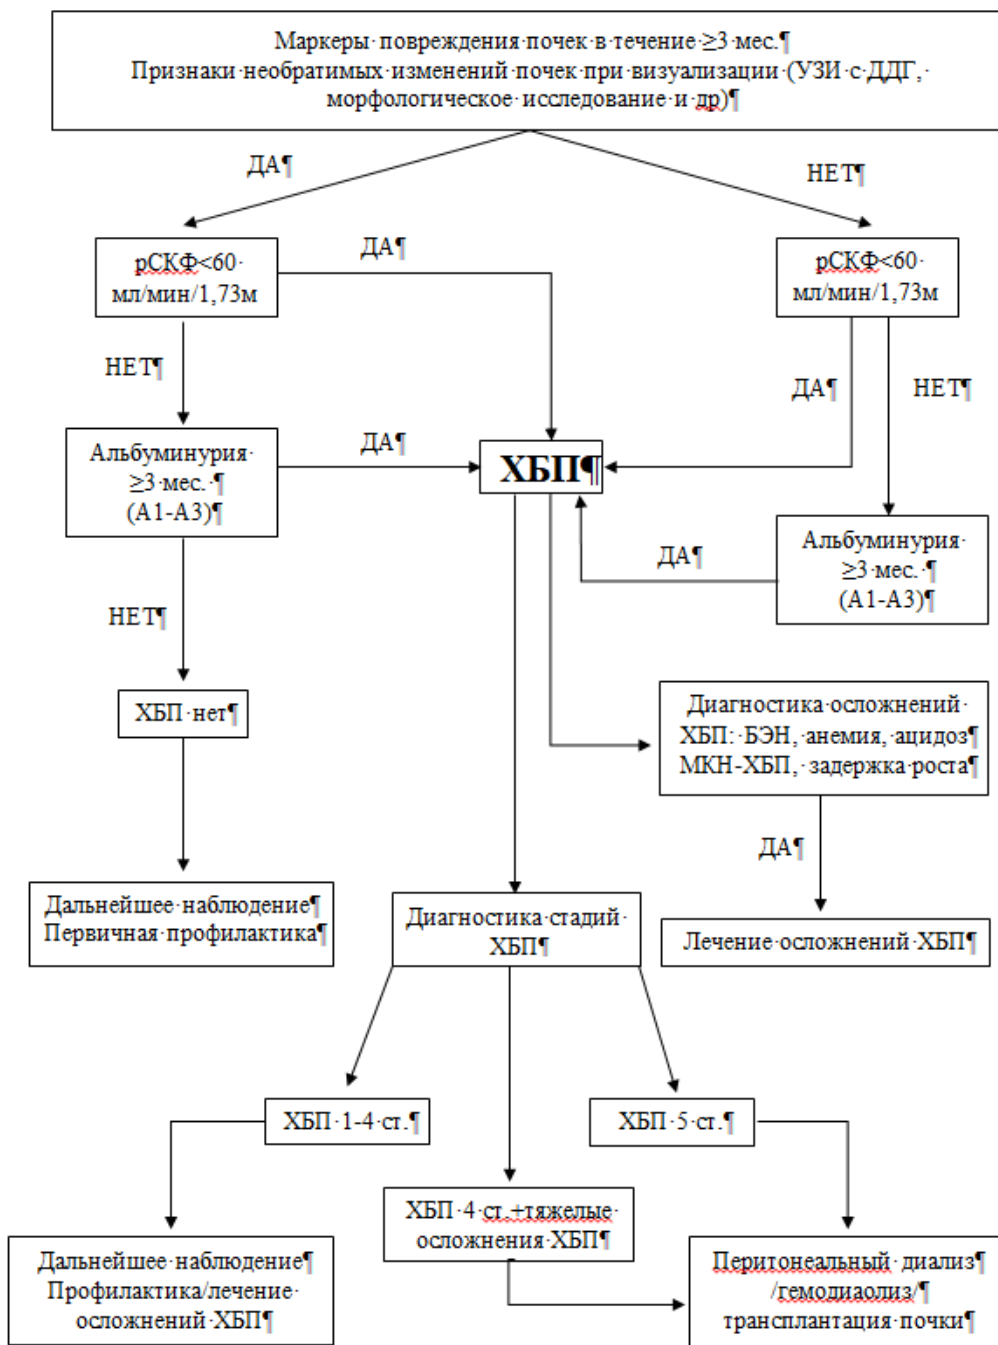 Маркеры повреждения почек в течение ≥3 мес.¶
Признаки необратимых изменений почек при визуализации (УЗИ с ДДГ,
морфологическое исследование и др)¶
ДА¶
НЕТ¶
рСКФ<60
мл/мин/1,73м
ДА¶
рСКФ<60
мл/мин/1,73м
НЕТ¶
ДА¶
НЕТ¶
Альбуминурия
≥3 мес. ¶
(А1-А3)¶
ДА¶
ХБП¶
ДА¶
Альбуминурия
≥3 мес. ¶
(А1-А3)¶
НЕТ¶
ХБП нет¶
Диагностика осложнений
ХБП: БЭН, анемия, ацидоз¶
МКН-ХБП, задержка роста¶
ДА¶
Дальнейшее наблюдение¶
Первичная профилактика¶
Диагностика стадий
ХБП¶
Лечение осложнений ХБП¶
ХБП 1-4 ст.¶
ХБП 5 ст.¶
ХБП 4 ст.+тяжелые
осложнения ХБП¶
Дальнейшее наблюдение¶
Профилактика/лечение
осложнений ХБП¶
Перитонеальный диализ¶
/гемодиаолиз/¶
трансплантация почки¶